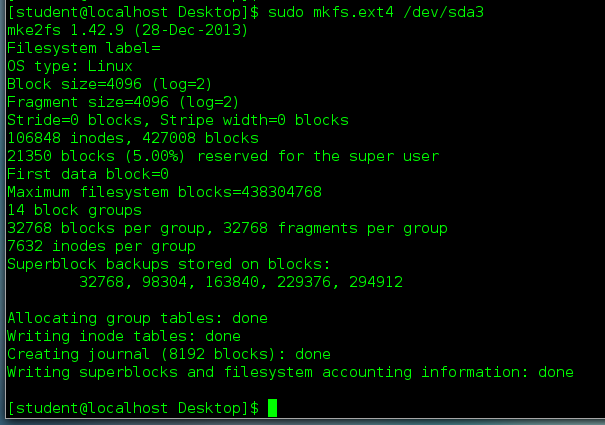 [student@localhost Desktop]$ sudo mkfs.ext4 /dev/sda3
mke2fs 1.42.9 (28-Dec-2013)
Filesystem label=
OS type: Linux
Block size=4096 (log=2)
Fragment size=4096 (log=2)
Stride=0 blocks, Stripe width=0 blocks
106848 inodes, 427008 blocks
21350 blocks (5.00%) reserved for the super user
First data block=0
Maximum filesystem blocks=438304768
14 block groups
32768 blocks per group, 32768 fragments per group
7632 inodes per group
Superblock backups stored on blocks:
32768, 98304, 163840, 229376, 294912
Allocating group tables: done
Writing inode tables: done
Creating journal (8192 blocks): done
Writing superblocks and filesystem accounting information: done
[student@localhost Desktop]$